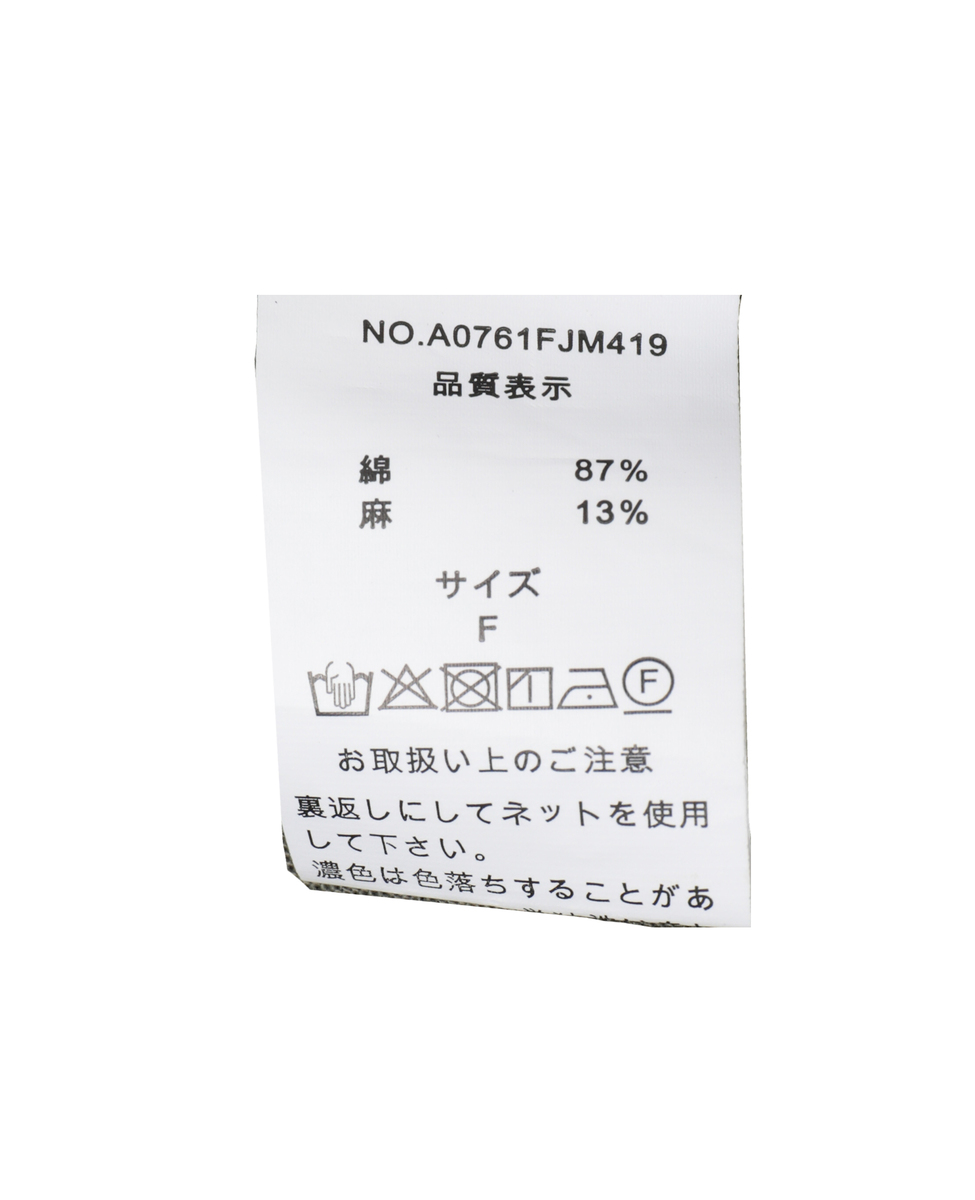 NO.A0761FJM419
品質表示
綿 87%
麻 13%
サイズ
F
F
お取扱い上のご注意
裏返しにしてネットを使用
して下さい。
濃色は色落ちすることがあ